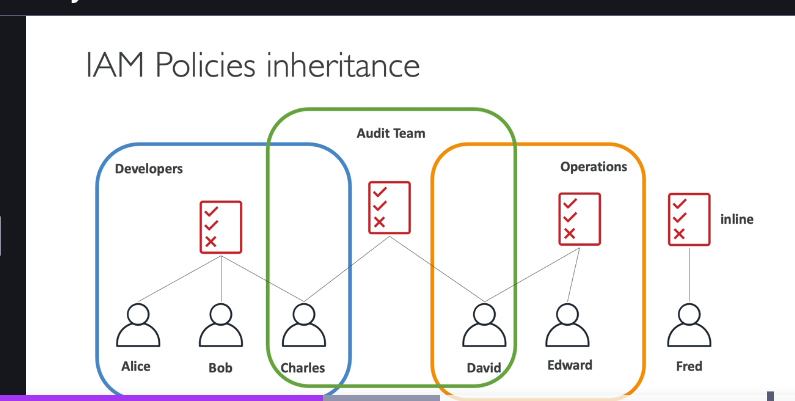 IAM Policies inheritance
Audit Team
Developers
Operations
inline
Alice
Bob
Charles
David
Edward
Fred